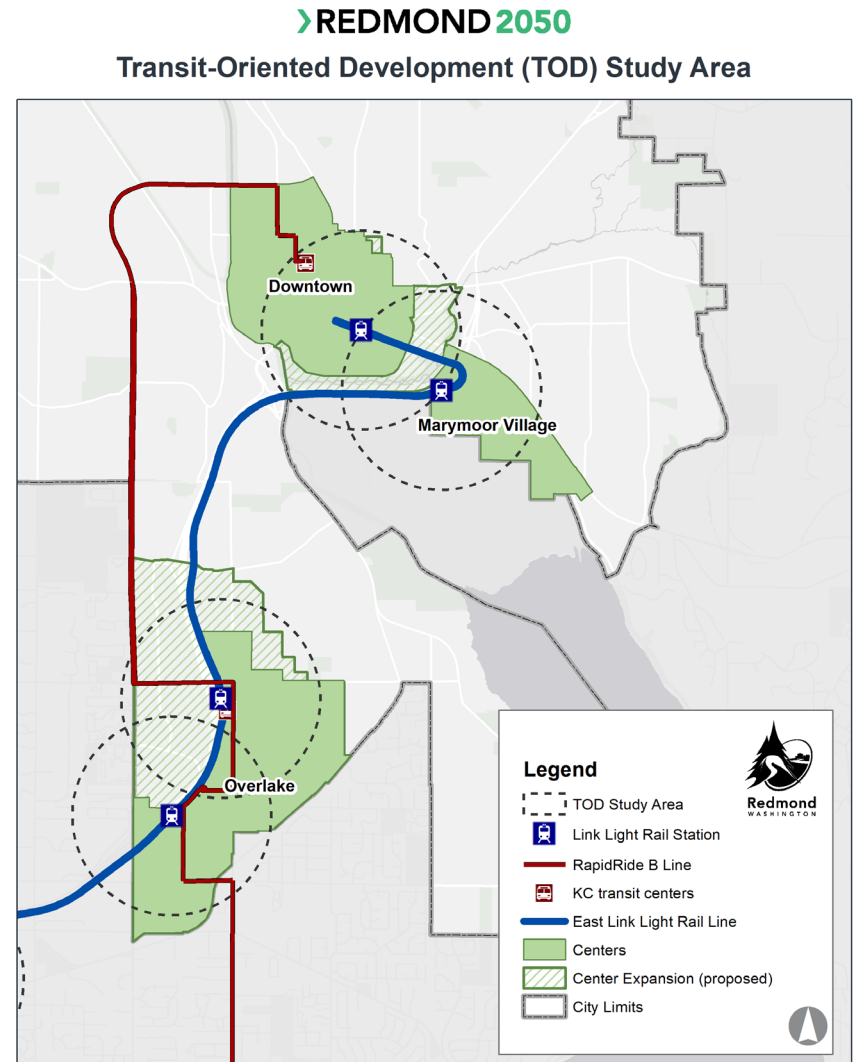 REDMOND 2050
Transit-Oriented Development (TOD) Study Area
Downtown
Marymoor Village
Overlake
Legend
TOD Study Area
Link Light Rail Station
RapidRide B Line
KC transit centers
East Link Light Rail Line
Centers
Center Expansion (proposed)
City Limits
Redmond
WASHINGTON